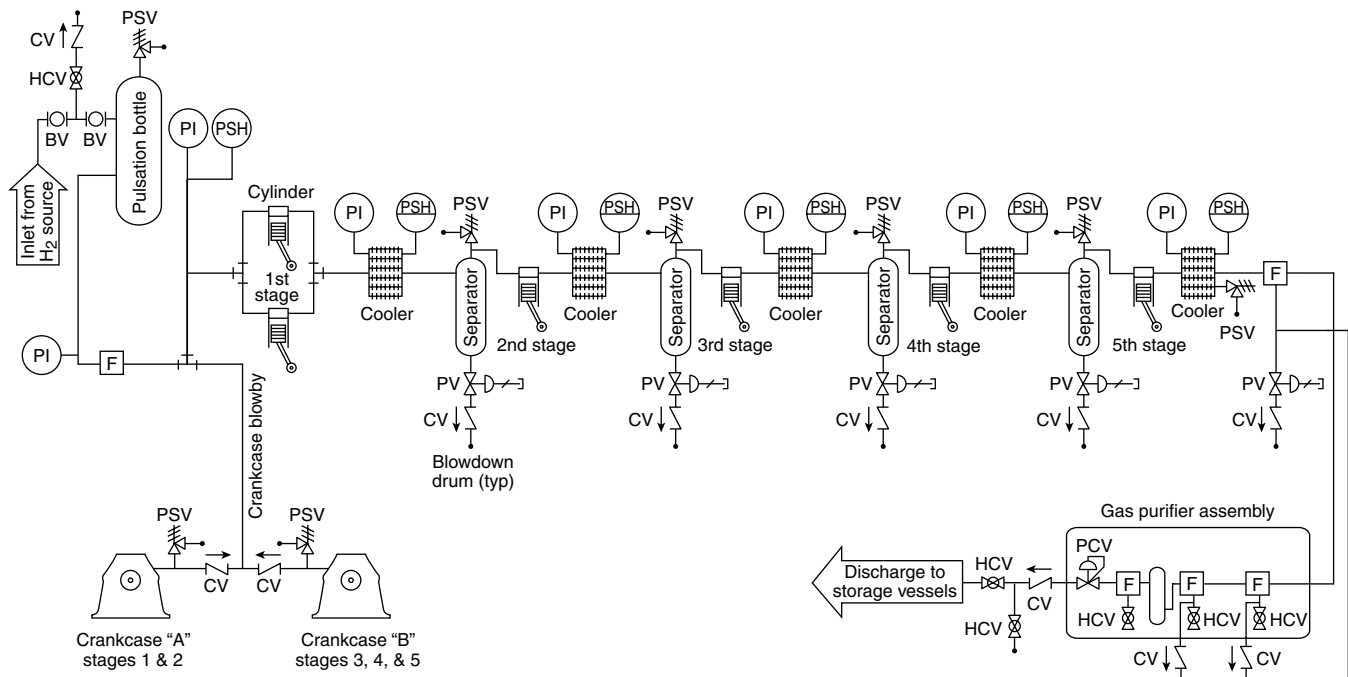 PSV
CV
HCV
BV
BV
Pulsation bottle
Inlet from
H2 source
PI
PSH
Cylinder
1st
stage
PI
F
Crankcase blowby
PI
PSH
Cooler
PSV
Separator
2nd stage
PV
CV
Blowdown
drum (typ)
PI
PSH
Cooler
PSV
Separator
3rd stage
PV
CV
PI
PSH
Cooler
PSV
Separator
4th stage
PV
CV
PI
PSH
Cooler
PSV
Separator
5th stage
PV
CV
PI
PSH
Cooler
PSV
F
PV
CV
PSV
CV
PSV
CV
Crankcase “A”
stages 1 & 2
Crankcase “B”
stages 3, 4, & 5
Gas purifier assembly
Discharge to
storage vessels
HCV
HCV
CV
PCV
F
HCV
F
HCV
F
HCV
CV
CV